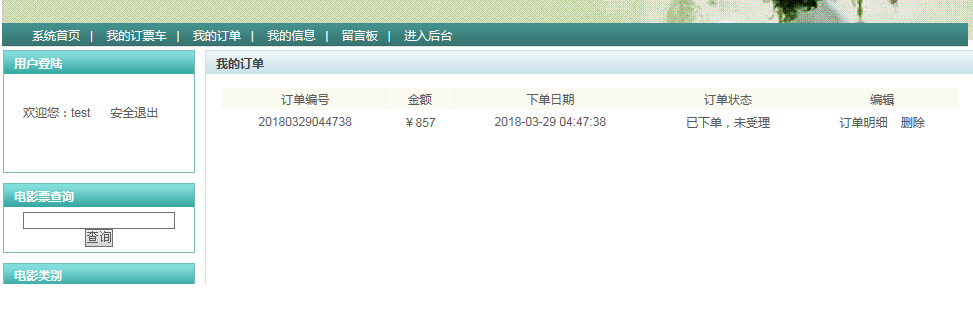 系统首页 | 我的订票车 | 我的订单 | 我的信息 | 留言板 | 进入后台
用户登陆
欢迎您：test 安全退出
电影票查询
查询
电影类别
我的订单
订单编号 金额 下单日期 订单状态 编辑
20180329044738 ￥857 2018-03-29 04:47:38 已下单，未受理 订单明细 删除